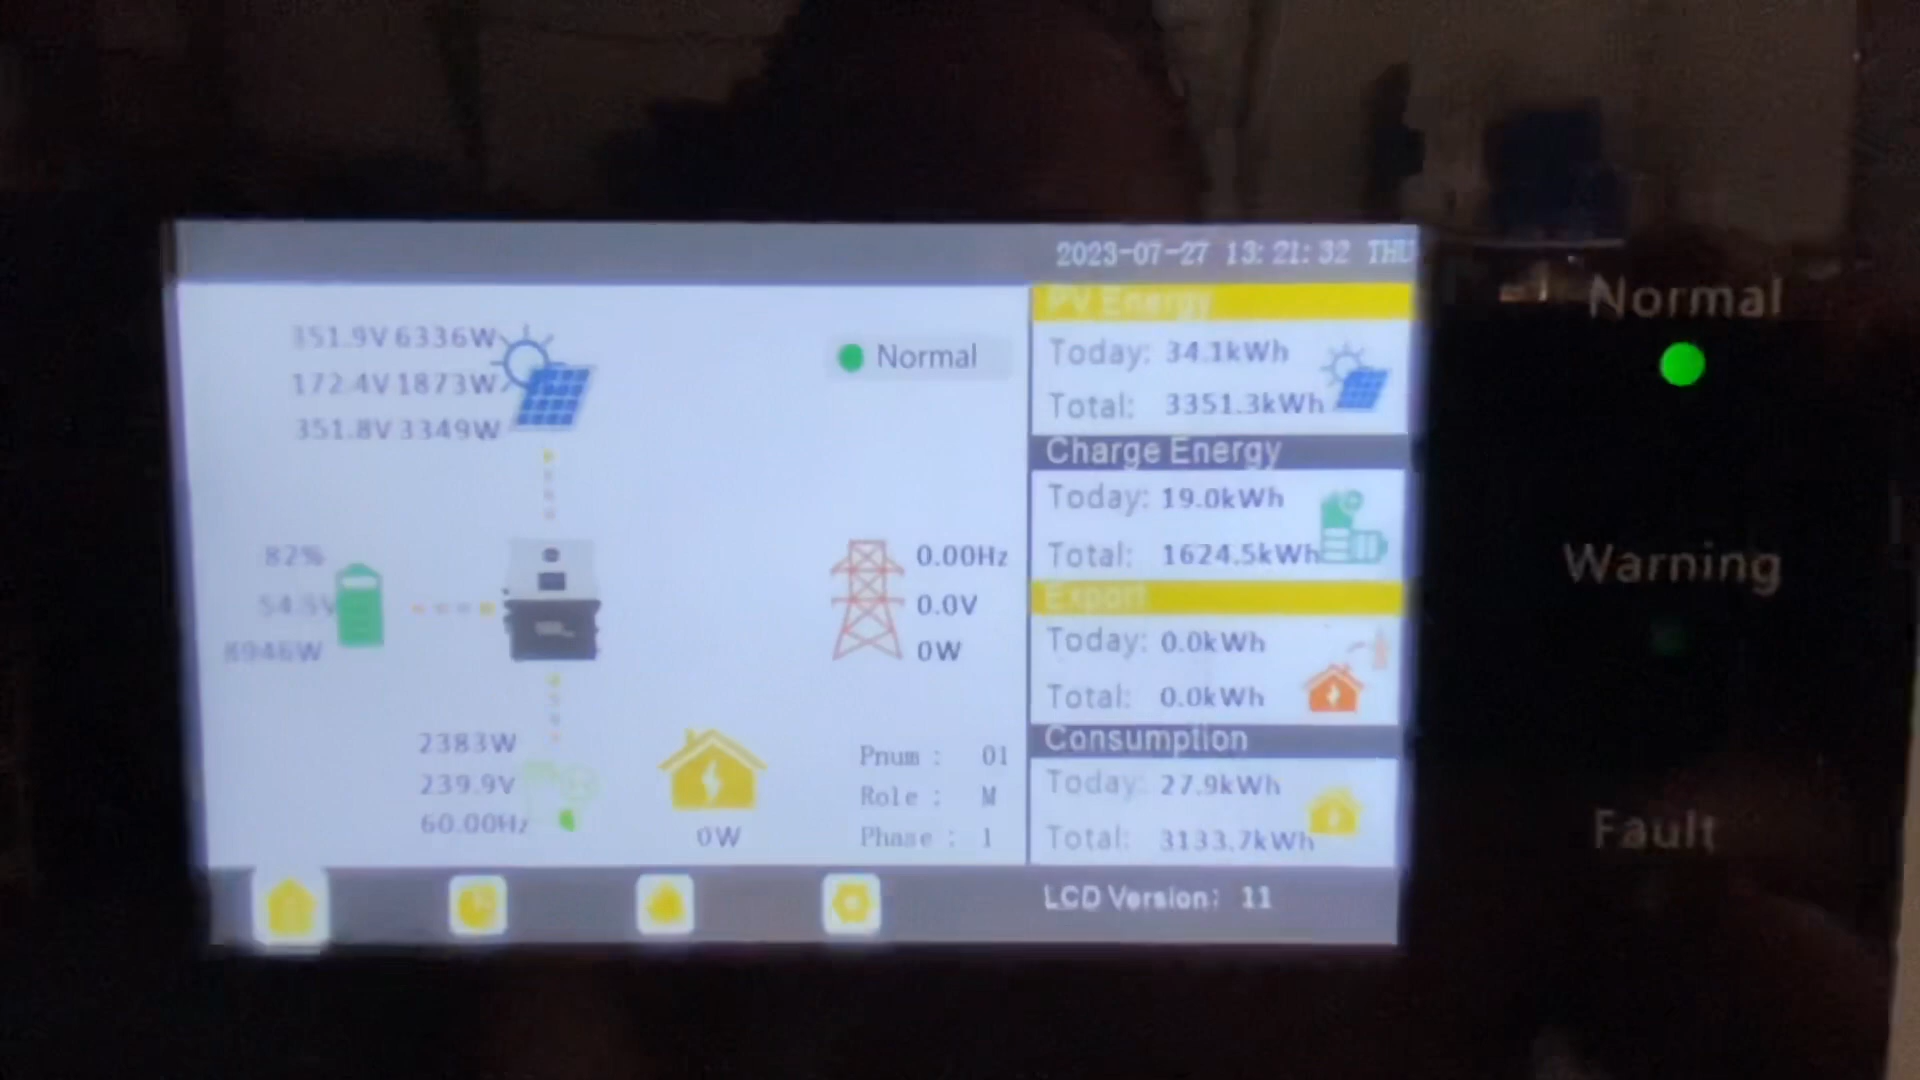 2023-07-27 13:21:32 THU
351.9V 6336W
172.4V 1873W
351.8V 3349W
Normal
82%
54.5V
8946W
0.00Hz
0.0V
0W
2383W
239.9V
60.00Hz
0W
Pnum : 01
Role : M
Phase : 1
PV Energy
Today: 34.1kWh
Total: 3351.3kWh
Charge Energy
Today: 19.0kWh
Total: 1624.5kWh
Export
Today: 0.0kWh
Total: 0.0kWh
Consumption
Today: 27.9kWh
Total: 3133.7kWh
LCD Version: 11
Normal
Warning
Fault